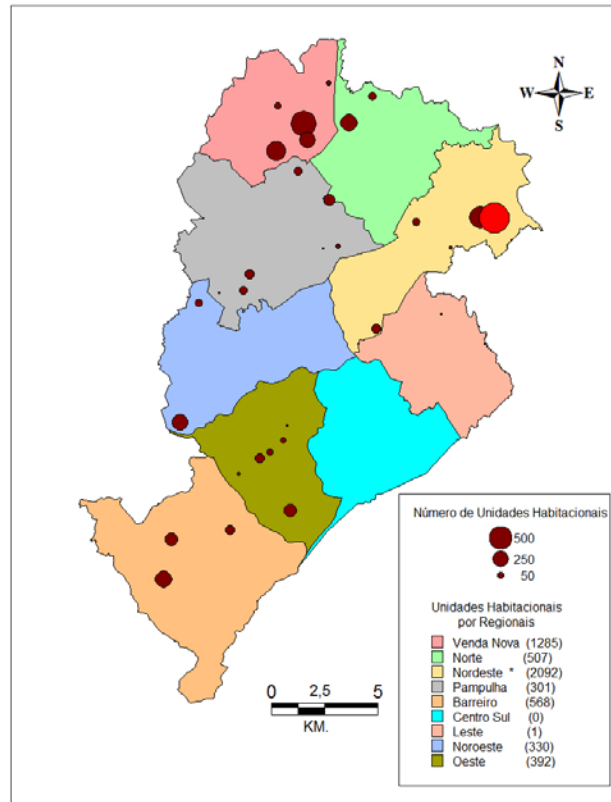 N
W E
S
Número de Unidades Habitacionais
500
250
50
Unidades Habitacionais
por Regionais
Venda Nova (1285)
Norte (507)
Nordeste * (2092)
Pampulha (301)
Barreiro (568)
Centro Sul (0)
Leste (1)
Noroeste (330)
Oeste (392)
0 2,5 5
KM.